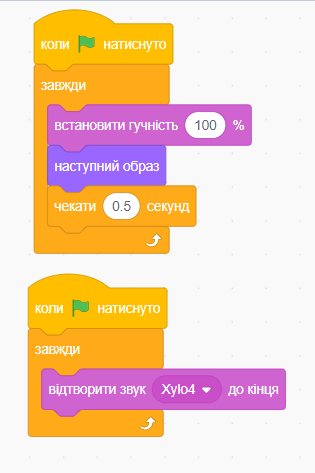 коли натиснуто
завжди
встановити гучність 100 %
наступний образ
чекати 0.5 секунд
коли натиснуто
завжди
відтворити звук Xylo4 до кінця